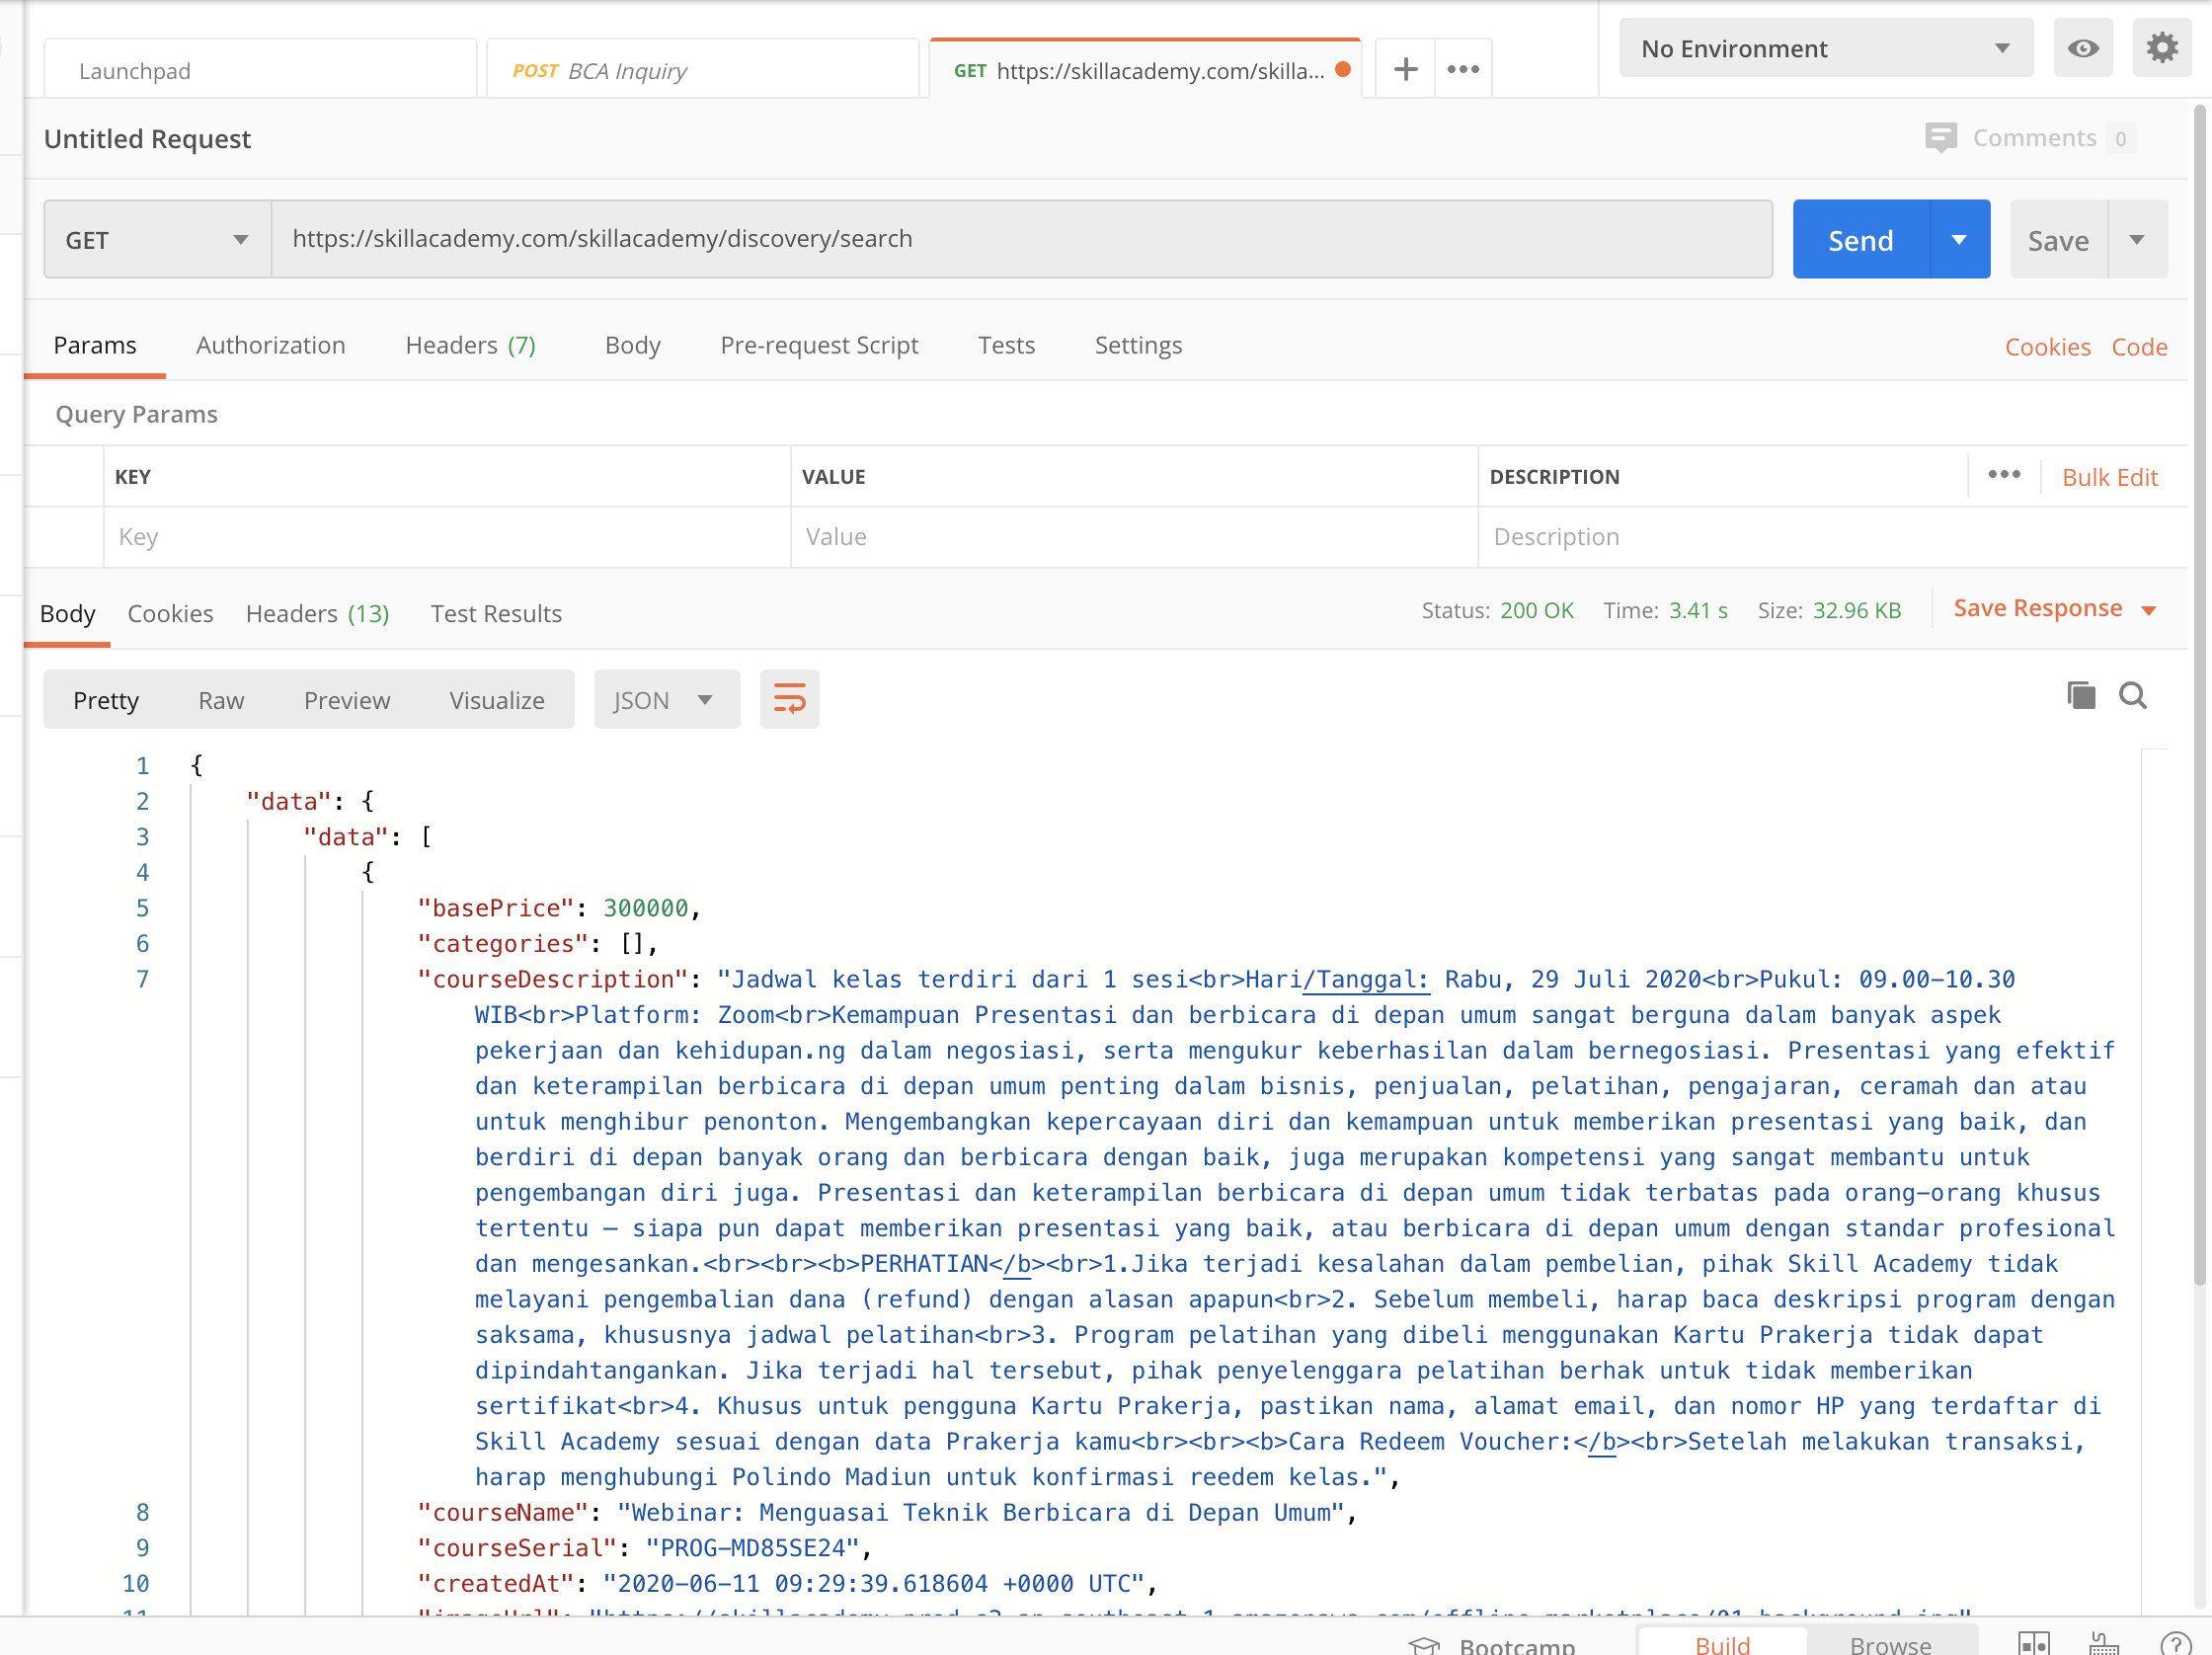 Launchpad
POST BCA Inquiry
GET https://skillacademy.com/skilla...
No Environment
Untitled Request
Comments 0
GET
https://skillacademy.com/skillacademy/discovery/search
Send
Save
Params
Authorization
Headers (7)
Body
Pre-request Script
Tests
Settings
Cookies
Code
Query Params
KEY
VALUE
DESCRIPTION
Bulk Edit
Key
Value
Description
Body
Cookies
Headers (13)
Test Results
Status: 200 OK
Time: 3.41 s
Size: 32.96 KB
Save Response
Pretty
Raw
Preview
Visualize
JSON
1 {
2 "data": {
3 "data": [
4 {
5 "basePrice": 300000,
6 "categories": [],
7 "courseDescription": "Jadwal kelas terdiri dari 1 sesi<br>Hari/Tanggal: Rabu, 29 Juli 2020<br>Pukul: 09.00–10.30
WIB<br>Platform: Zoom<br>Kemampuan Presentasi dan berbicara di depan umum sangat berguna dalam banyak aspek
pekerjaan dan kehidupan.ng dalam negosiasi, serta mengukur keberhasilan dalam bernegosiasi. Presentasi yang efektif
dan keterampilan berbicara di depan umum penting dalam bisnis, penjualan, pelatihan, pengajaran, ceramah dan atau
untuk menghibur penonton. Mengembangkan kepercayaan diri dan kemampuan untuk memberikan presentasi yang baik, dan
berdiri di depan banyak orang dan berbicara dengan baik, juga merupakan kompetensi yang sangat membantu untuk
pengembangan diri juga. Presentasi dan keterampilan berbicara di depan umum tidak terbatas pada orang-orang khusus
tertentu – siapa pun dapat memberikan presentasi yang baik, atau berbicara di depan umum dengan standar profesional
dan mengesankan.<br><br><b>PERHATIAN</b><br>1.Jika terjadi kesalahan dalam pembelian, pihak Skill Academy tidak
melayani pengembalian dana (refund) dengan alasan apapun<br>2. Sebelum membeli, harap baca deskripsi program dengan
saksama, khususnya jadwal pelatihan<br>3. Program pelatihan yang dibeli menggunakan Kartu Prakerja tidak dapat
dipindahtangankan. Jika terjadi hal tersebut, pihak penyelenggara pelatihan berhak untuk tidak memberikan
sertifikat<br>4. Khusus untuk pengguna Kartu Prakerja, pastikan nama, alamat email, dan nomor HP yang terdaftar di
Skill Academy sesuai dengan data Prakerja kamu<br><br><b>Cara Redeem Voucher:</b><br>Setelah melakukan transaksi,
harap menghubungi Polindo Madiun untuk konfirmasi reedem kelas.",
8 "courseName": "Webinar: Menguasai Teknik Berbicara di Depan Umum",
9 "courseSerial": "PROG-MD85SE24",
10 "createdAt": "2020-06-11 09:29:39.618604 +0000 UTC",
Bootcamp
Build
Browse